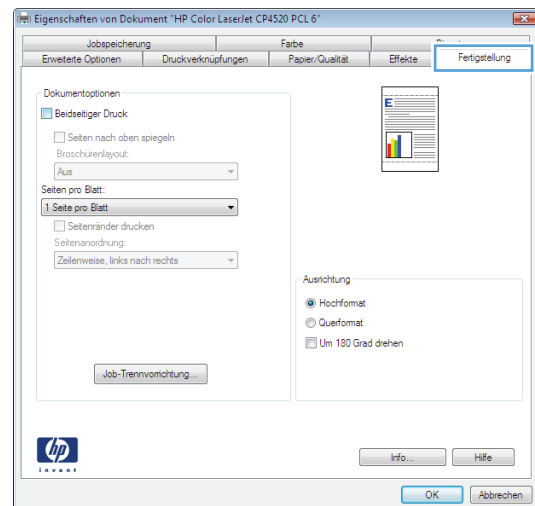 Eigenschaften von Dokument "HP Color LaserJet CP4520 PCL 6"
Jobspeicherung
Farbe
Erweiterte Optionen
Druckverknüpfungen
Papier/Qualität
Effekte
Fertigstellung
Dokumentoptionen
Beidseitiger Druck
Seiten nach oben spiegeln
Broschürenlayout:
Aus
Seiten pro Blatt:
1 Seite pro Blatt
Seitenränder drucken
Seitenanordnung:
Zeilenweise, links nach rechts
Job-Trennvorrichtung...
E
Ausrichtung
Hochformat
Querformat
Um 180 Grad drehen
hp
invent
Info...
Hilfe
OK
Abbrechen